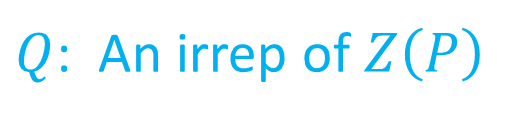 Q: An irrep of Z(P)